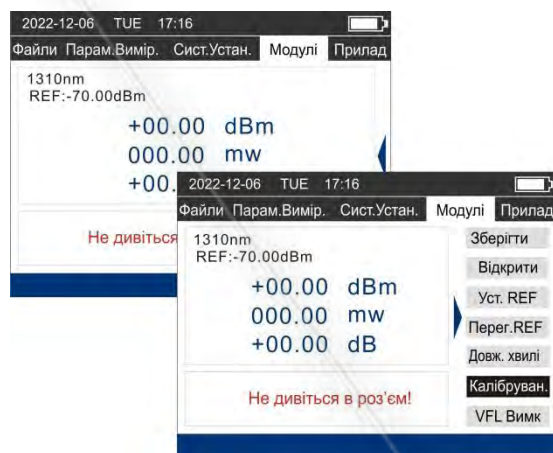 2022-12-06 TUE 17:16
Файли Парам.Вимір. Сист.Устан. Модулі Прилад
1310nm
REF:-70.00dBm
+00.00 dBm
000.00 mw
+00.
Не дивіться
2022-12-06 TUE 17:16
Файли Парам.Вимір. Сист.Устан. Модулі Прилад
1310nm
REF:-70.00dBm
+00.00 dBm
000.00 mw
+00.00 dB
Не дивіться в роз'єм!
Зберігти
Відкрити
Уст. REF
Перег.REF
Довж. хвилі
Калібруван.
VFL Вимк